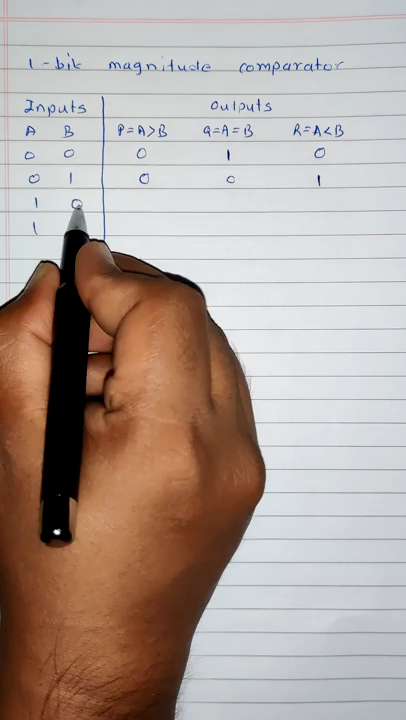 1-bit magnitude comparator
Inputs Outputs
A B P=A>B Q=A=B R=A<B
0 0 0 1 0
0 1 0 0 1
1 0
1